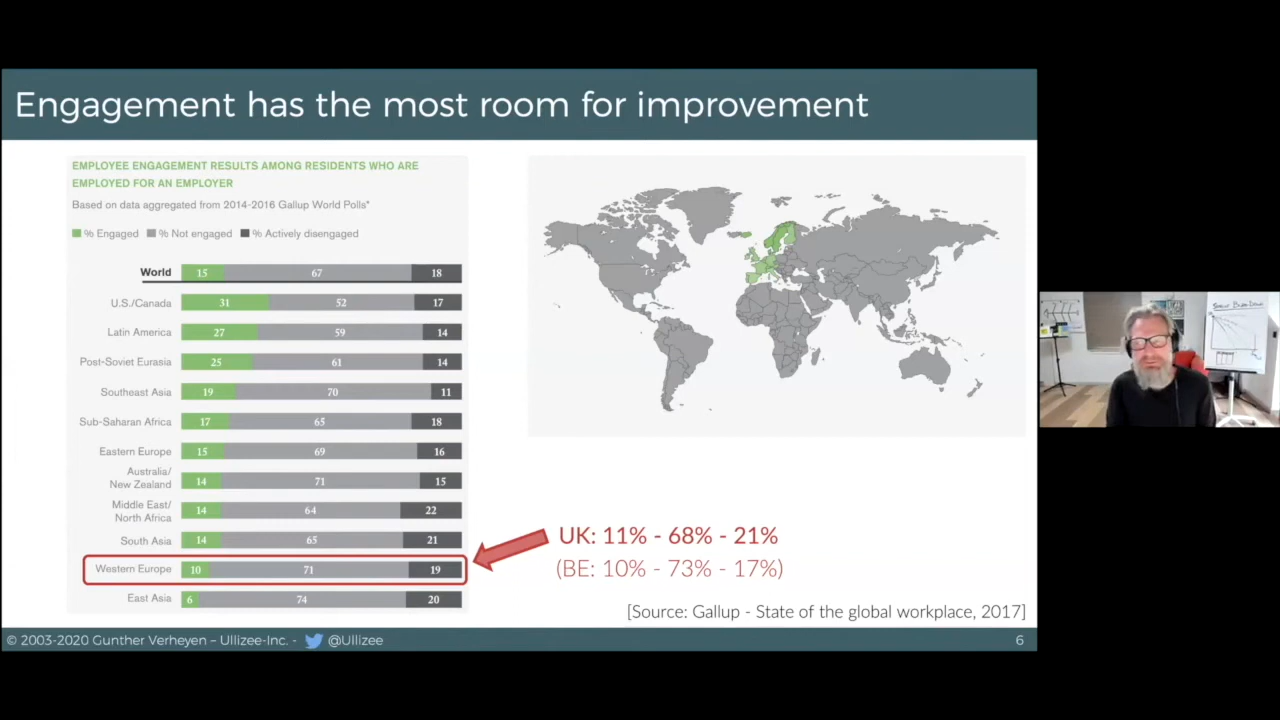 Engagement has the most room for improvement
EMPLOYEE ENGAGEMENT RESULTS AMONG RESIDENTS WHO ARE
EMPLOYED FOR AN EMPLOYER
Based on data aggregated from 2014-2016 Gallup World Polls*
% Engaged % Not engaged % Actively disengaged
World 15 67 18
U.S./Canada 31 52 17
Latin America 27 59 14
Post-Soviet Eurasia 25 61 14
Southeast Asia 19 70 11
Sub-Saharan Africa 17 65 18
Eastern Europe 15 69 16
Australia/
New Zealand 14 71 15
Middle East/
North Africa 14 64 22
South Asia 14 65 21
Western Europe 10 71 19
East Asia 6 74 20
UK: 11% - 68% - 21%
(BE: 10% - 73% - 17%)
[Source: Gallup - State of the global workplace, 2017]
© 2003-2020 Gunther Verheyen – Ullizee-Inc. - @Ullizee
6